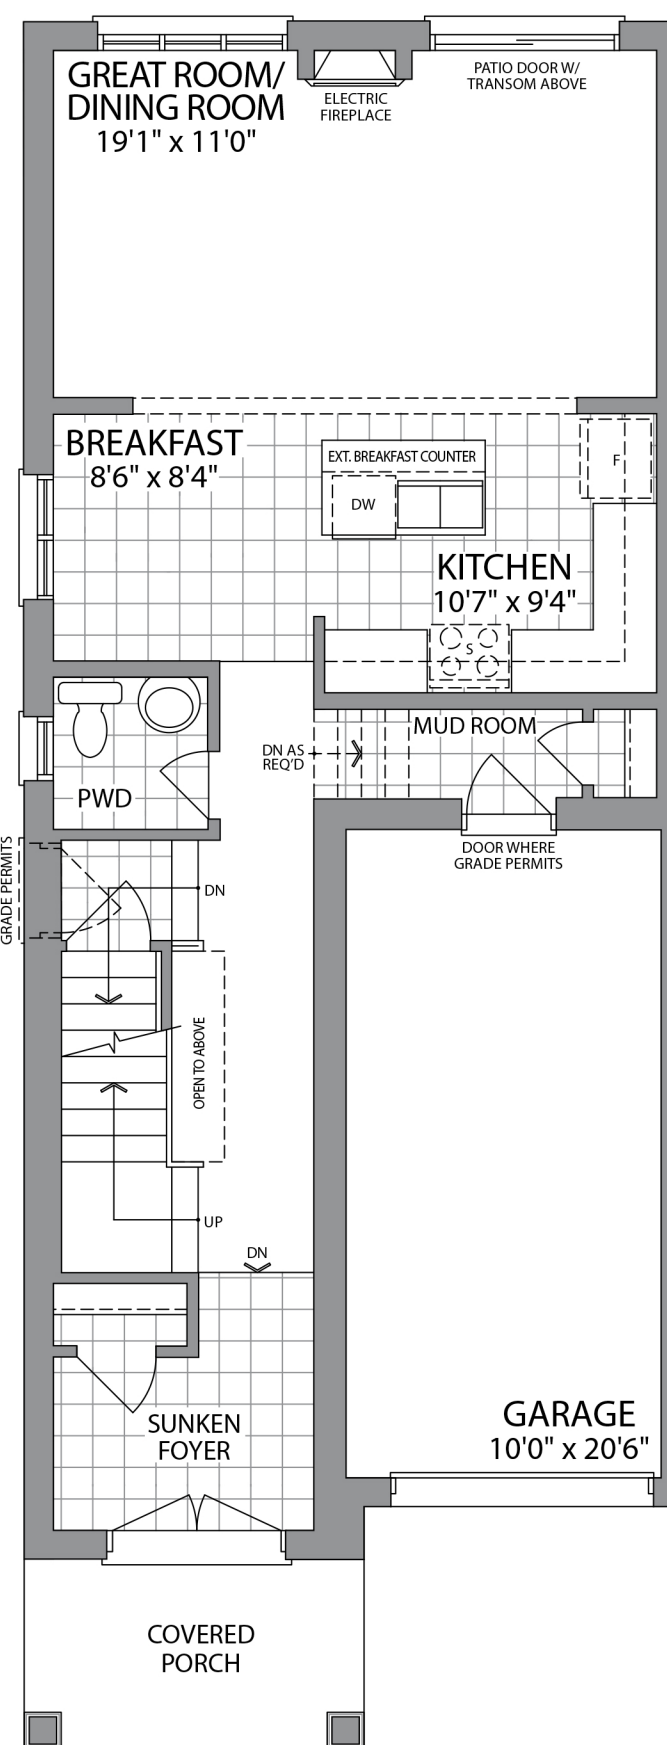 GREAT ROOM/
DINING ROOM
19'1" x 11'0"
ELECTRIC
FIREPLACE
PATIO DOOR W/
TRANSOM ABOVE
BREAKFAST
8'6" x 8'4"
EXT. BREAKFAST COUNTER
DW
F
KITCHEN
10'7" x 9'4"
S
PWD
DN AS
REQ'D
MUD ROOM
DOOR WHERE
GRADE PERMITS
GRADE PERMITS
DN
OPEN TO ABOVE
UP
DN
SUNKEN
FOYER
GARAGE
10'0" x 20'6"
COVERED
PORCH